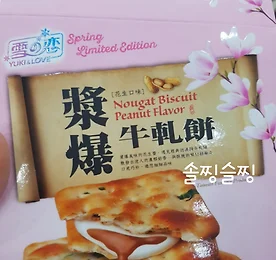 雪の恋
YUKI & LOVE
Spring
Limited Edition
[花生口味]
Nougat Biscuit
Peanut Flavor
漿爆
牛軋餅
솔찡솔찡